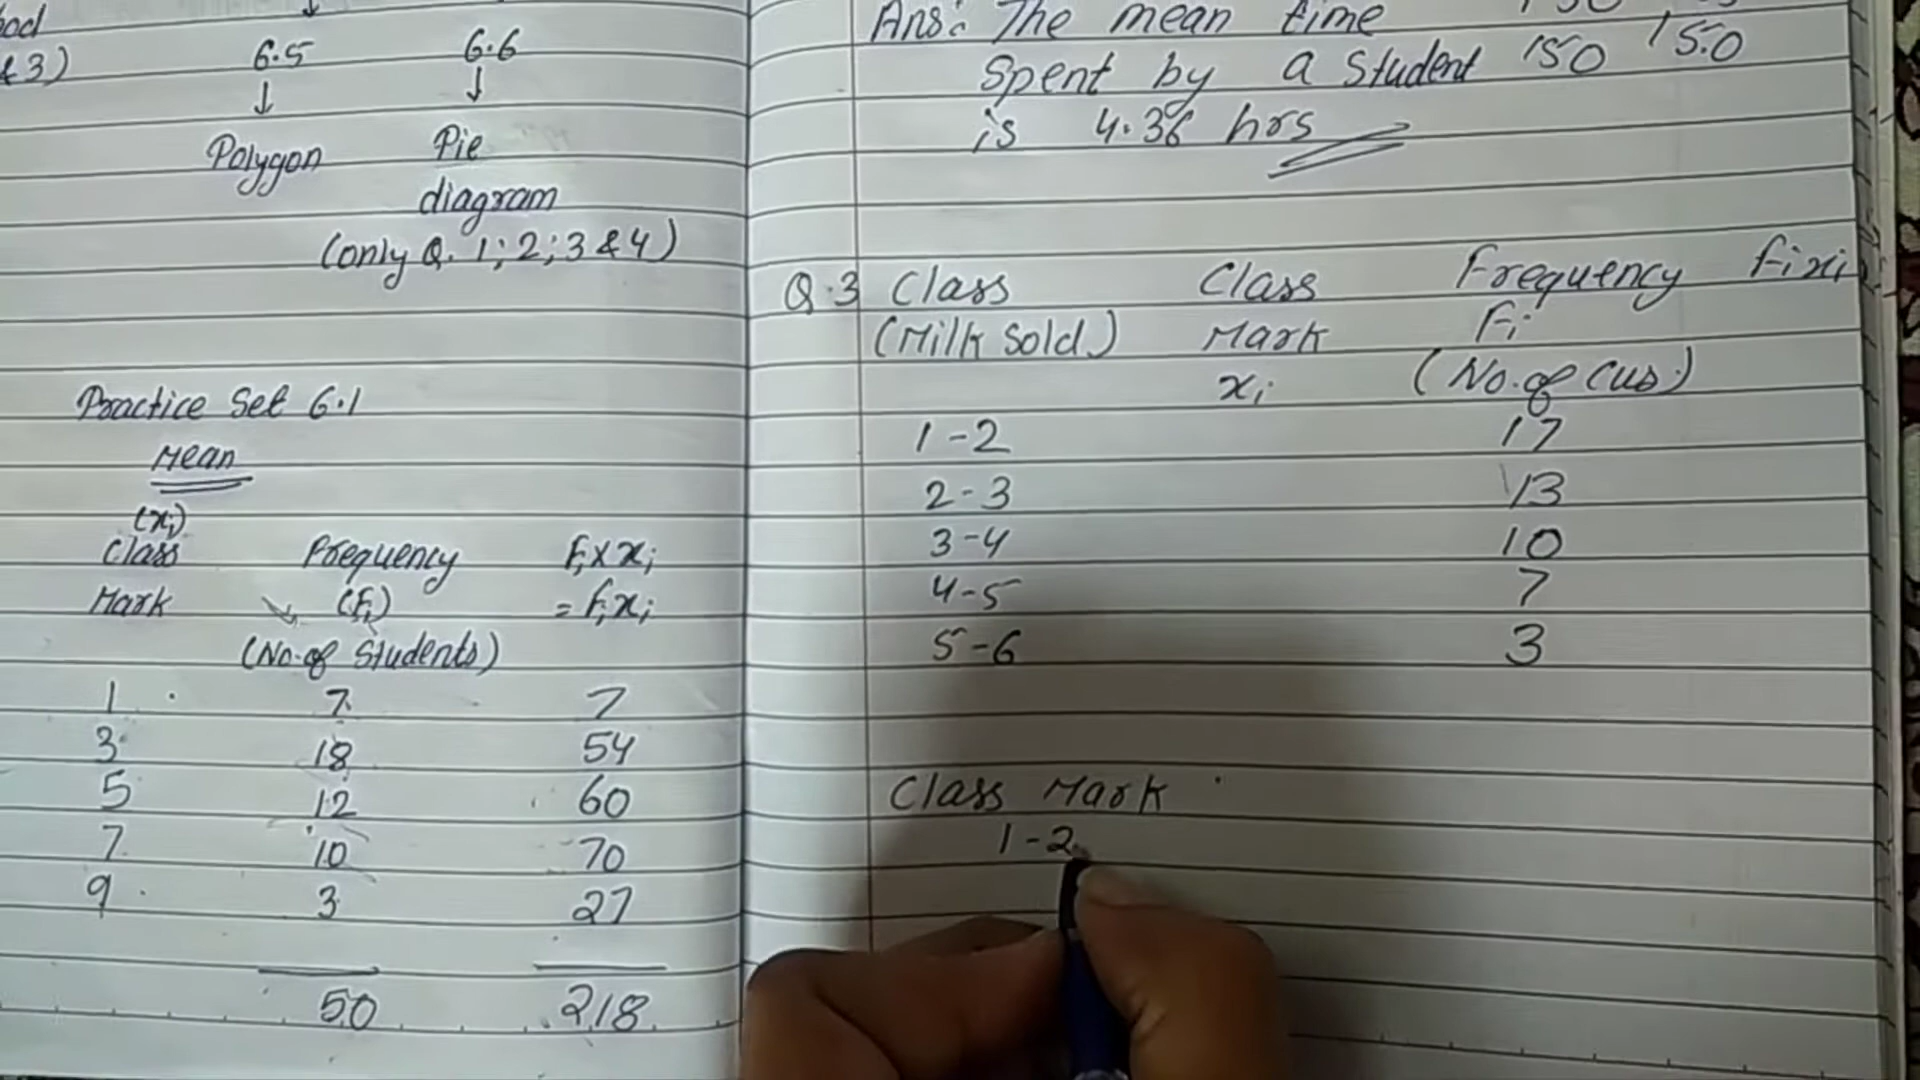 & 3)
6.5 6.6
Polygon Pie
diagram
(only Q. 1; 2; 3 & 4)
Practice Set 6.1
Mean
(xi)
Class Frequency Fi x xi
Mark (Fi) = Fixi
(No. of Students)
1 7 7
3 18 54
5 12 60
7 10 70
9 3 27
50 218
Ans: The mean time
Spent by a Student 150 150
is 4.36 hrs
Q.3 Class Class Frequency Fixi
(Milk Sold) Mark Fi
xi (No. of Cus.)
1-2 17
2-3 13
3-4 10
4-5 7
5-6 3
Class Mark
1-2